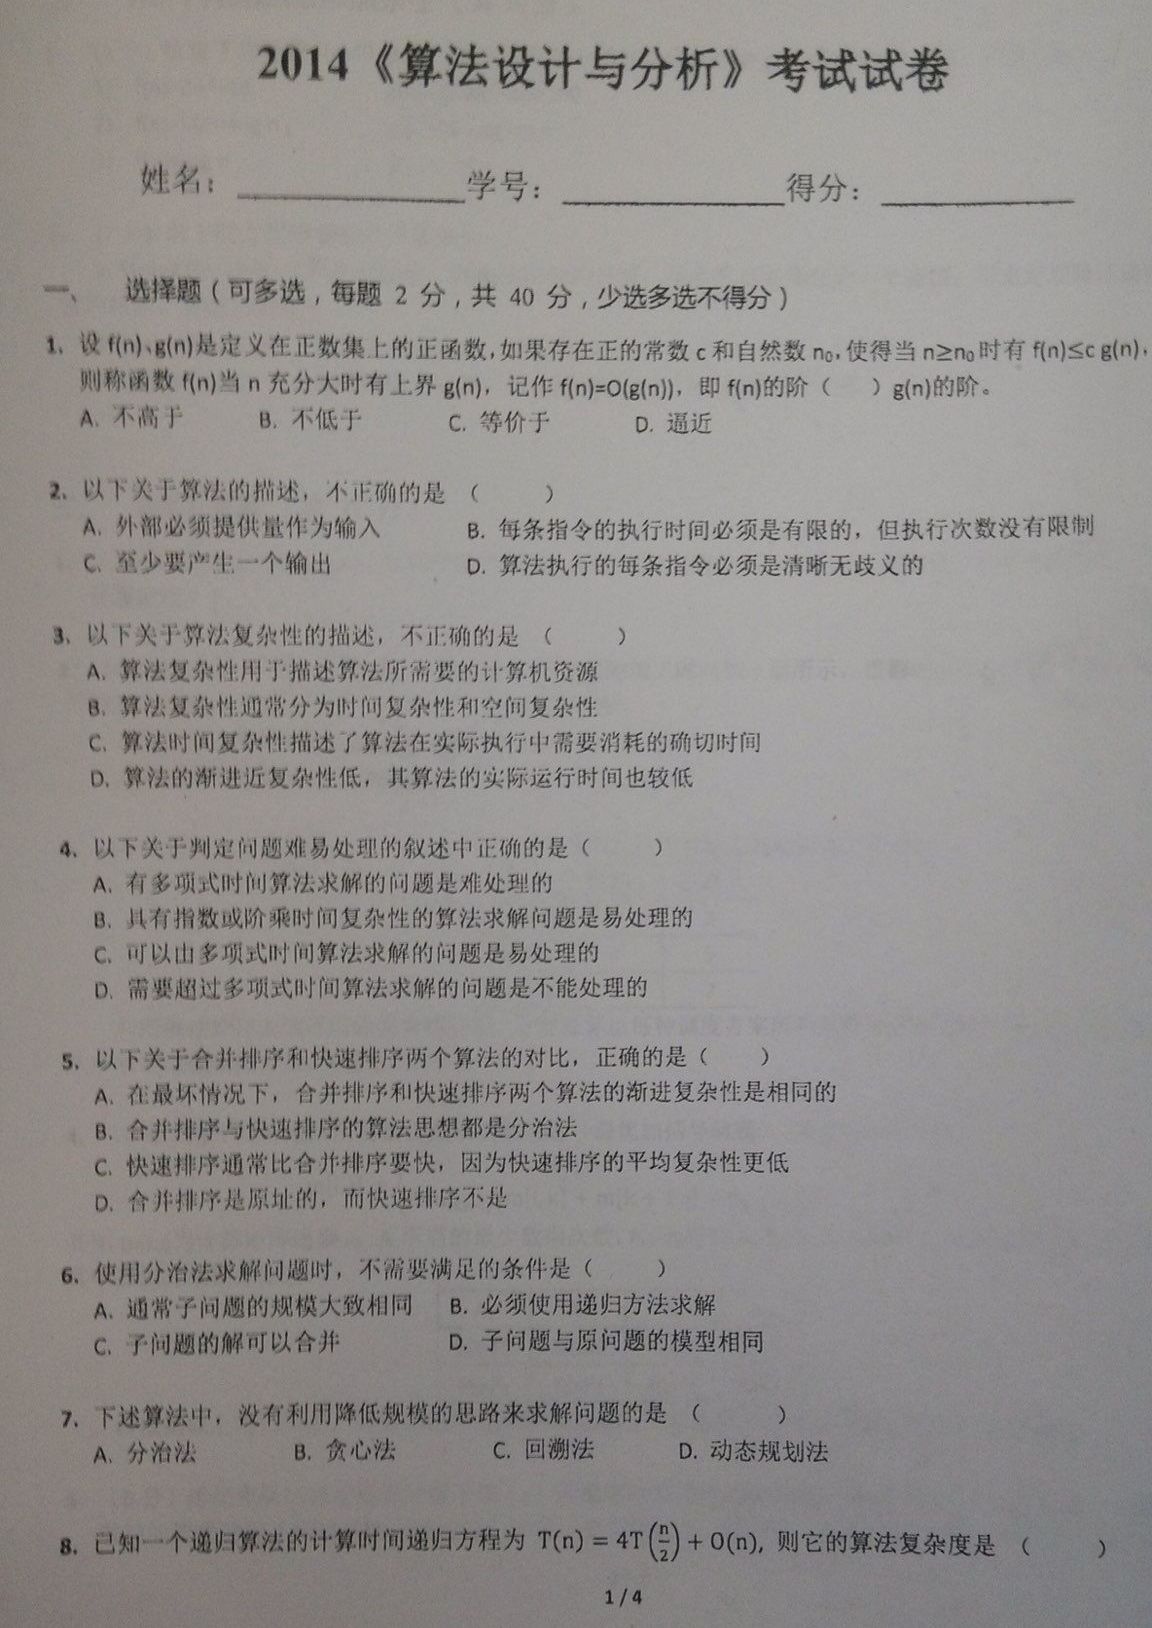 2014《算法设计与分析》考试试卷
姓名：____________学号：____________得分：____________
一、 选择题（可多选，每题 2 分，共 40 分，少选多选不得分）
1、设 f(n)、g(n)是定义在正数集上的正函数，如果存在正的常数 c 和自然数 n₀，使得当 n≥n₀时有 f(n)≤c g(n)，
则称函数 f(n)当 n 充分大时有上界 g(n)，记作 f(n)=O(g(n))，即 f(n)的阶（ ）g(n)的阶。
A. 不高于 B. 不低于 C. 等价于 D. 逼近
2、以下关于算法的描述，不正确的是 （ ）
A. 外部必须提供量作为输入 B. 每条指令的执行时间必须是有限的，但执行次数没有限制
C. 至少要产生一个输出 D. 算法执行的每条指令必须是清晰无歧义的
3、以下关于算法复杂性的描述，不正确的是 （ ）
A. 算法复杂性用于描述算法所需要的计算机资源
B. 算法复杂性通常分为时间复杂性和空间复杂性
C. 算法时间复杂性描述了算法在实际执行中需要消耗的确切时间
D. 算法的渐进近复杂性低，其算法的实际运行时间也较低
4、以下关于判定问题难易处理的叙述中正确的是（ ）
A. 有多项式时间算法求解的问题是难处理的
B. 具有指数或阶乘时间复杂性的算法求解问题是易处理的
C. 可以由多项式时间算法求解的问题是易处理的
D. 需要超过多项式时间算法求解的问题是不能处理的
5、以下关于合并排序和快速排序两个算法的对比，正确的是（ ）
A. 在最坏情况下，合并排序和快速排序两个算法的渐进复杂性是相同的
B. 合并排序与快速排序的算法思想都是分治法
C. 快速排序通常比合并排序要快，因为快速排序的平均复杂性更低
D. 合并排序是原址的，而快速排序不是
6、使用分治法求解问题时，不需要满足的条件是（ ）
A. 通常子问题的规模大致相同 B. 必须使用递归方法求解
C. 子问题的解可以合并 D. 子问题与原问题的模型相同
7、下述算法中，没有利用降低规模的思路来求解问题的是 （ ）
A. 分治法 B. 贪心法 C. 回溯法 D. 动态规划法
8、已知一个递归算法的计算时间递归方程为 T(n) = 4T(n/2) + O(n), 则它的算法复杂度是 （ ）
1 / 4